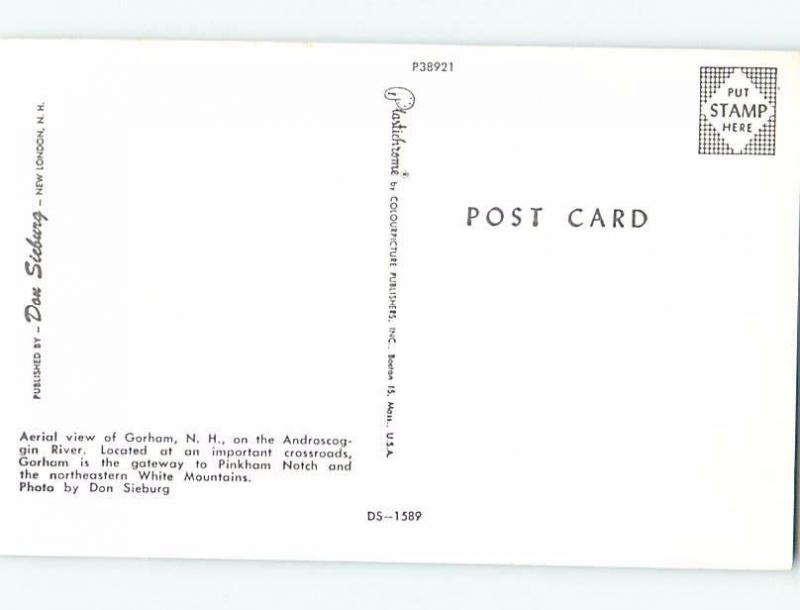 P38921
PUT
STAMP
HERE
PUBLISHED BY – Don Sieburg – NEW LONDON, N. H.
Plastichrome® by COLOURPICTURE PUBLISHERS, INC., Boston 15, Mass., U.S.A.
POST CARD
Aerial view of Gorham, N. H., on the Androscog-
gin River. Located at an important crossroads,
Gorham is the gateway to Pinkham Notch and
the northeastern White Mountains.
Photo by Don Sieburg
DS–1589